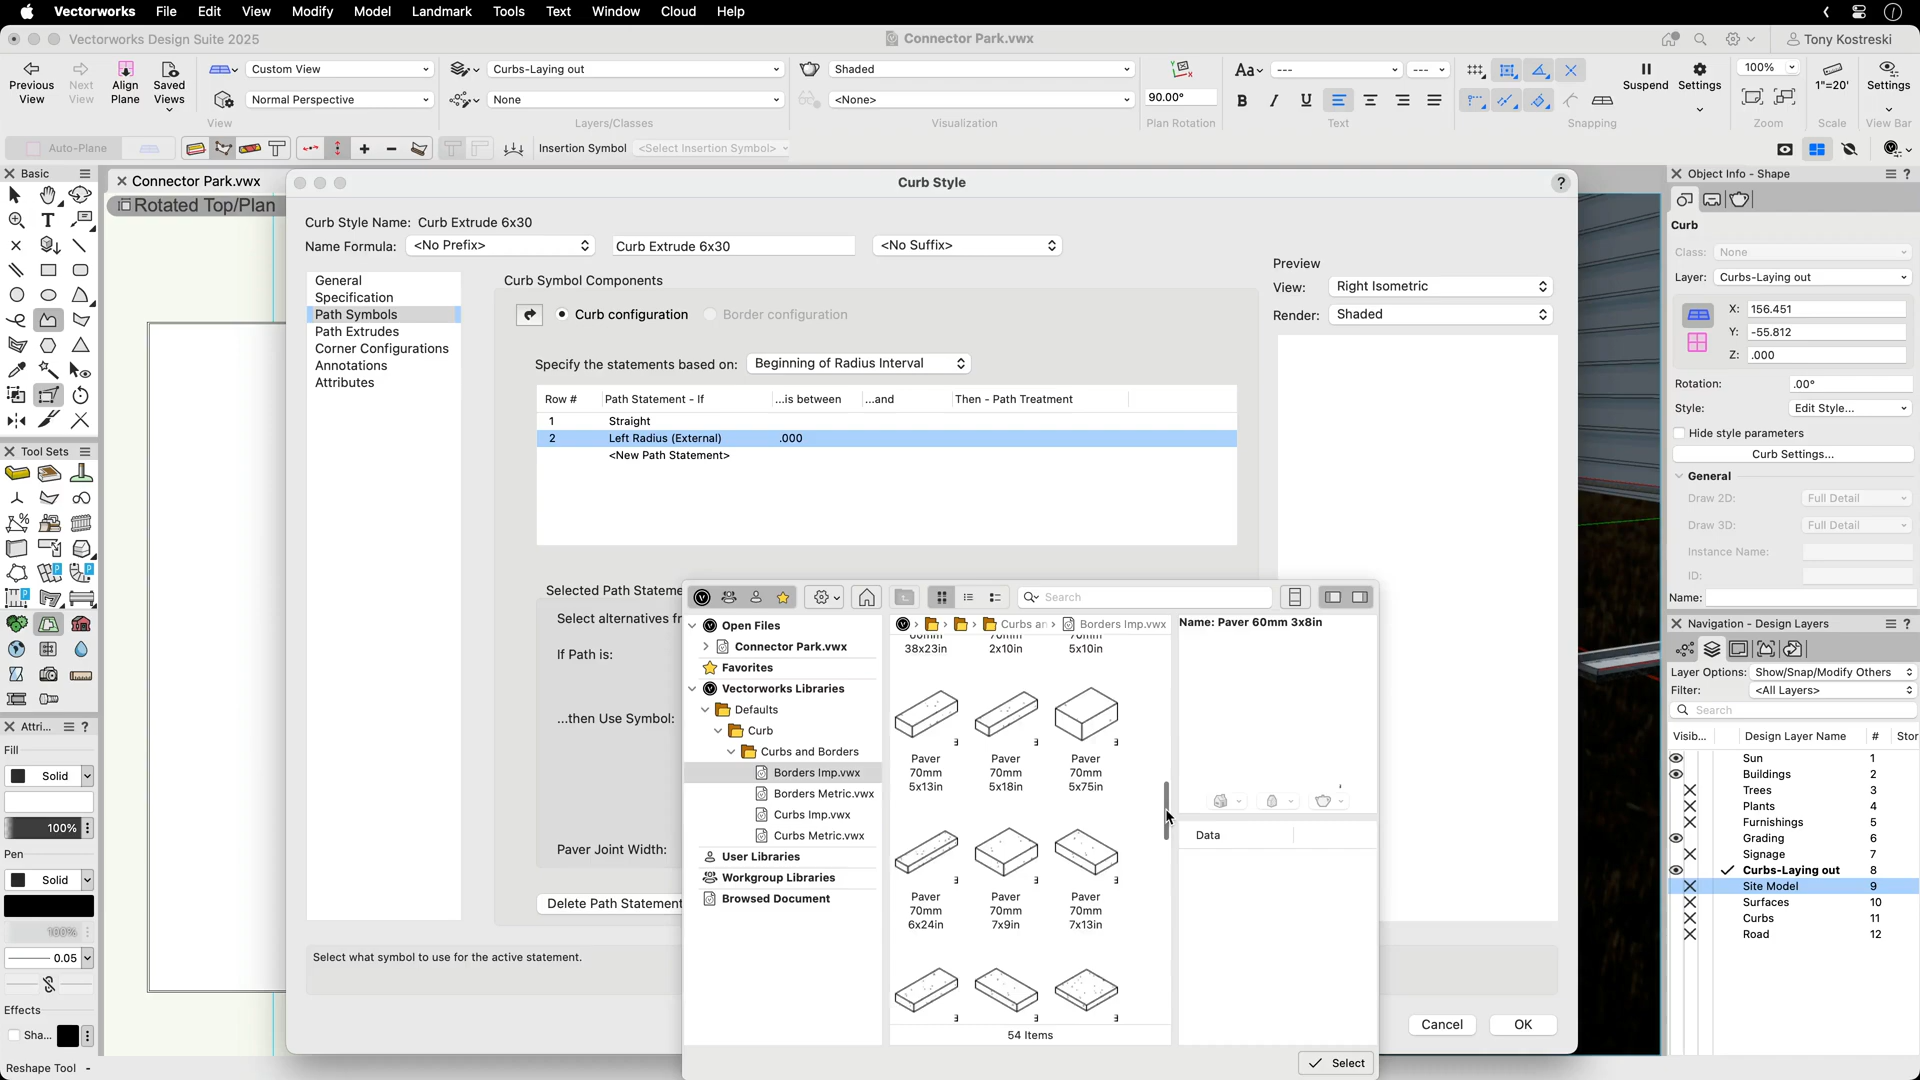 Vectorworks File Edit View Modify Model Landmark Tools Text Window Cloud Help
Vectorworks Design Suite 2025
Connector Park.vwx
Tony Kostreski
Previous View
Next View
Align Plane
Saved Views
Custom View
Normal Perspective
View
Curbs-Laying out
None
Layers/Classes
Shaded
<None>
Visualization
90.00°
Plan Rotation
Aa
---
---
B I U
Text
Suspend
Settings
Snapping
100%
Zoom
1"=20'
Scale
Settings
View Bar
Auto-Plane
Insertion Symbol <Select Insertion Symbol>
Basic
Connector Park.vwx
Rotated Top/Plan
Tool Sets
Attri...
Fill
Solid
100%
Pen
Solid
100%
0.05
Effects
Sha...
Reshape Tool -
Curb Style
Curb Style Name: Curb Extrude 6x30
Name Formula: <No Prefix> Curb Extrude 6x30 <No Suffix>
General
Specification
Path Symbols
Path Extrudes
Corner Configurations
Annotations
Attributes
Curb Symbol Components
Curb configuration Border configuration
Specify the statements based on: Beginning of Radius Interval
Row # Path Statement - If ...is between ...and Then - Path Treatment
1 Straight
2 Left Radius (External) .000
<New Path Statement>
Preview
View: Right Isometric
Render: Shaded
Selected Path Stateme
Select alternatives fr
If Path is:
...then Use Symbol:
Paver Joint Width:
Delete Path Statement
Select what symbol to use for the active statement.
Cancel OK
Search
Open Files
Connector Park.vwx
Favorites
Vectorworks Libraries
Defaults
Curb
Curbs and Borders
Borders Imp.vwx
Borders Metric.vwx
Curbs Imp.vwx
Curbs Metric.vwx
User Libraries
Workgroup Libraries
Browsed Document
Curbs an Borders Imp.vwx
60mm 38x23in
70mm 2x10in
70mm 5x10in
Paver 70mm 5x13in
Paver 70mm 5x18in
Paver 70mm 5x75in
Paver 70mm 6x24in
Paver 70mm 7x9in
Paver 70mm 7x13in
54 Items
Name: Paver 60mm 3x8in
Data
Select
Object Info - Shape
Curb
Class: None
Layer: Curbs-Laying out
X: 156.451
Y: -55.812
Z: .000
Rotation: .00°
Style: Edit Style...
Hide style parameters
Curb Settings...
General
Draw 2D: Full Detail
Draw 3D: Full Detail
Instance Name:
ID:
Name:
Navigation - Design Layers
Layer Options: Show/Snap/Modify Others
Filter: <All Layers>
Search
Visib... Design Layer Name # Stor
Sun 1
Buildings 2
Trees 3
Plants 4
Furnishings 5
Grading 6
Signage 7
Curbs-Laying out 8
Site Model 9
Surfaces 10
Curbs 11
Road 12